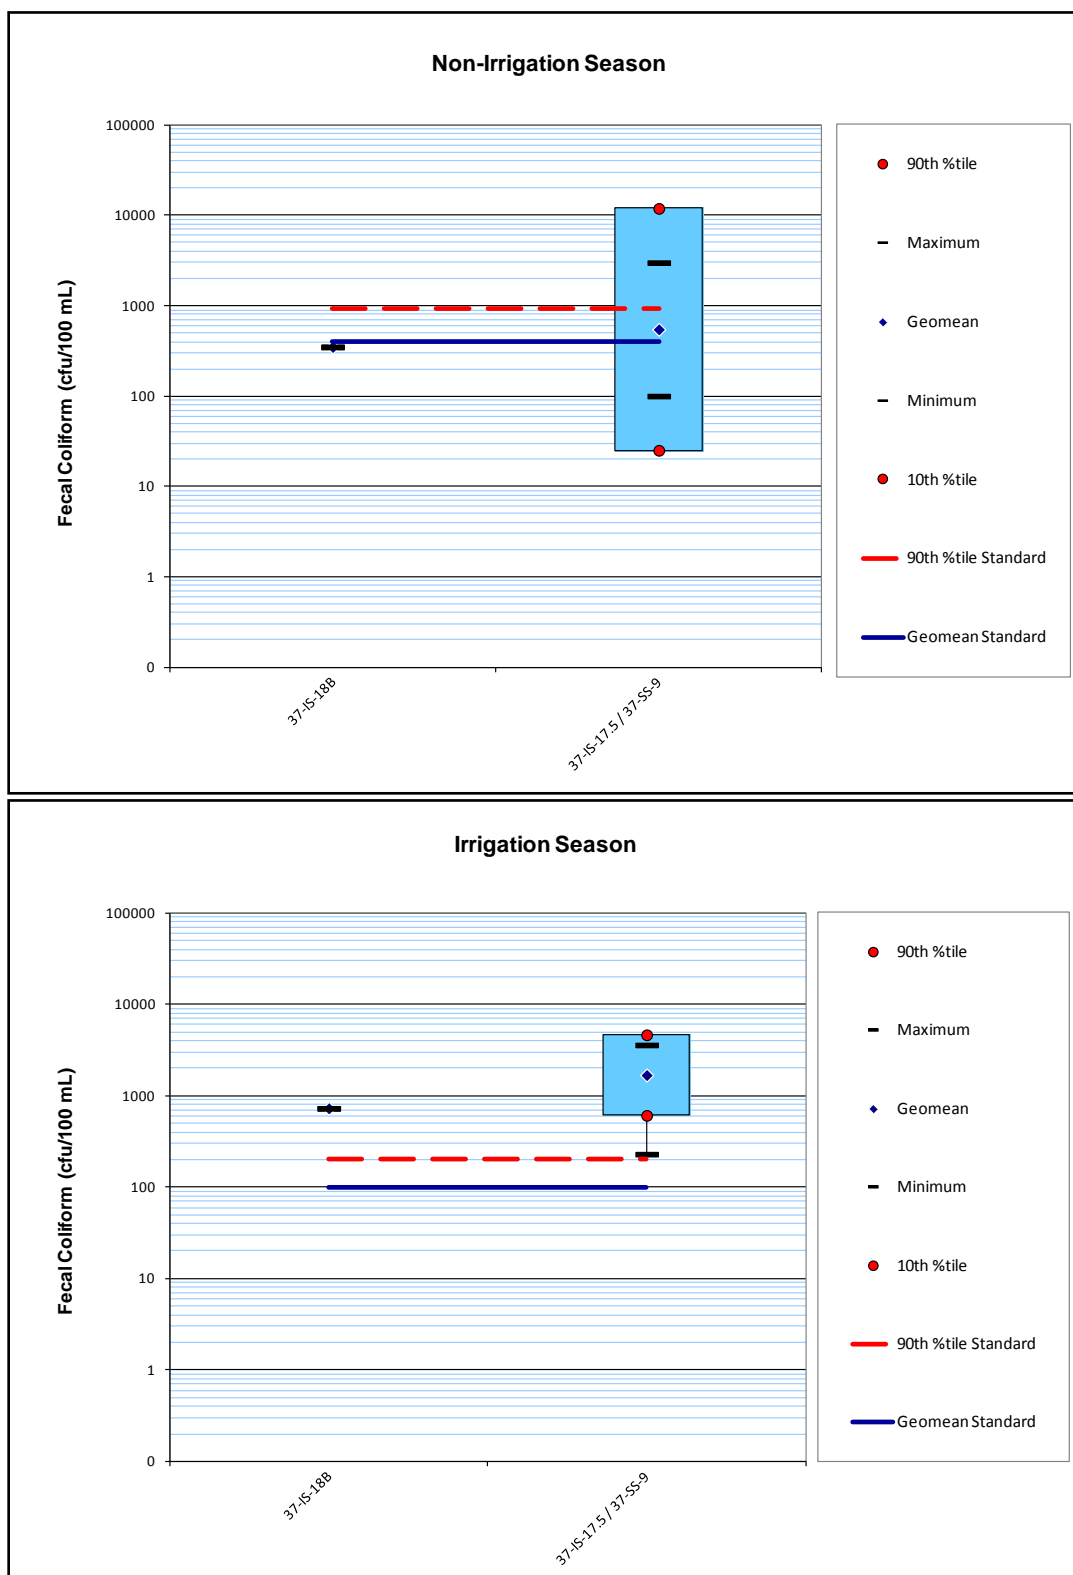 Non-Irrigation Season
Fecal Coliform (cfu/100 mL)
100000
10000
1000
100
10
1
0
37-IS-18B
37-IS-17.5 / 37-SS-9
90th %tile
Maximum
Geomean
Minimum
10th %tile
90th %tile Standard
Geomean Standard
Irrigation Season
Fecal Coliform (cfu/100 mL)
100000
10000
1000
100
10
1
0
37-IS-18B
37-IS-17.5 / 37-SS-9
90th %tile
Maximum
Geomean
Minimum
10th %tile
90th %tile Standard
Geomean Standard